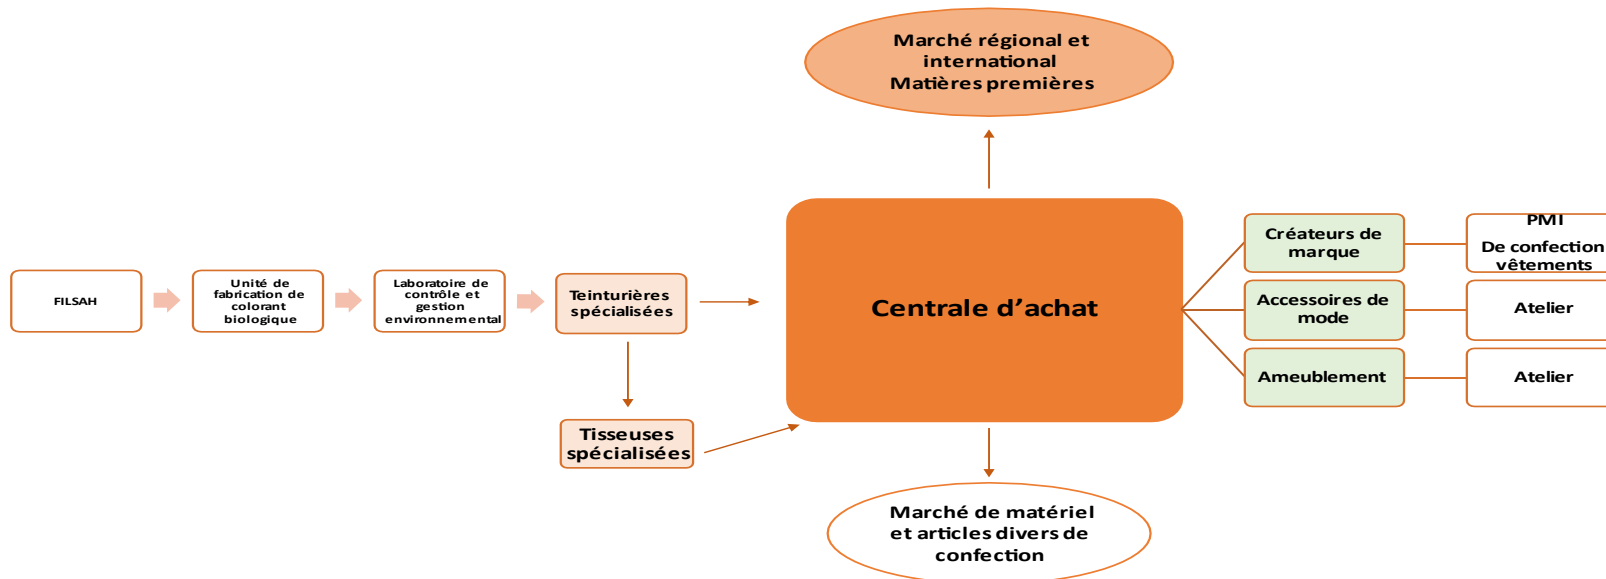 Marché régional et
international
Matières premières
FILSAH
Unité de
fabrication de
colorant
biologique
Laboratoire de
contrôle et
gestion
environnemental
Teinturières
spécialisées
Tisseuses
spécialisées
Centrale d’achat
Créateurs de
marque
PMI
De confection
vêtements
Accessoires de
mode
Atelier
Ameublement
Atelier
Marché de matériel
et articles divers de
confection